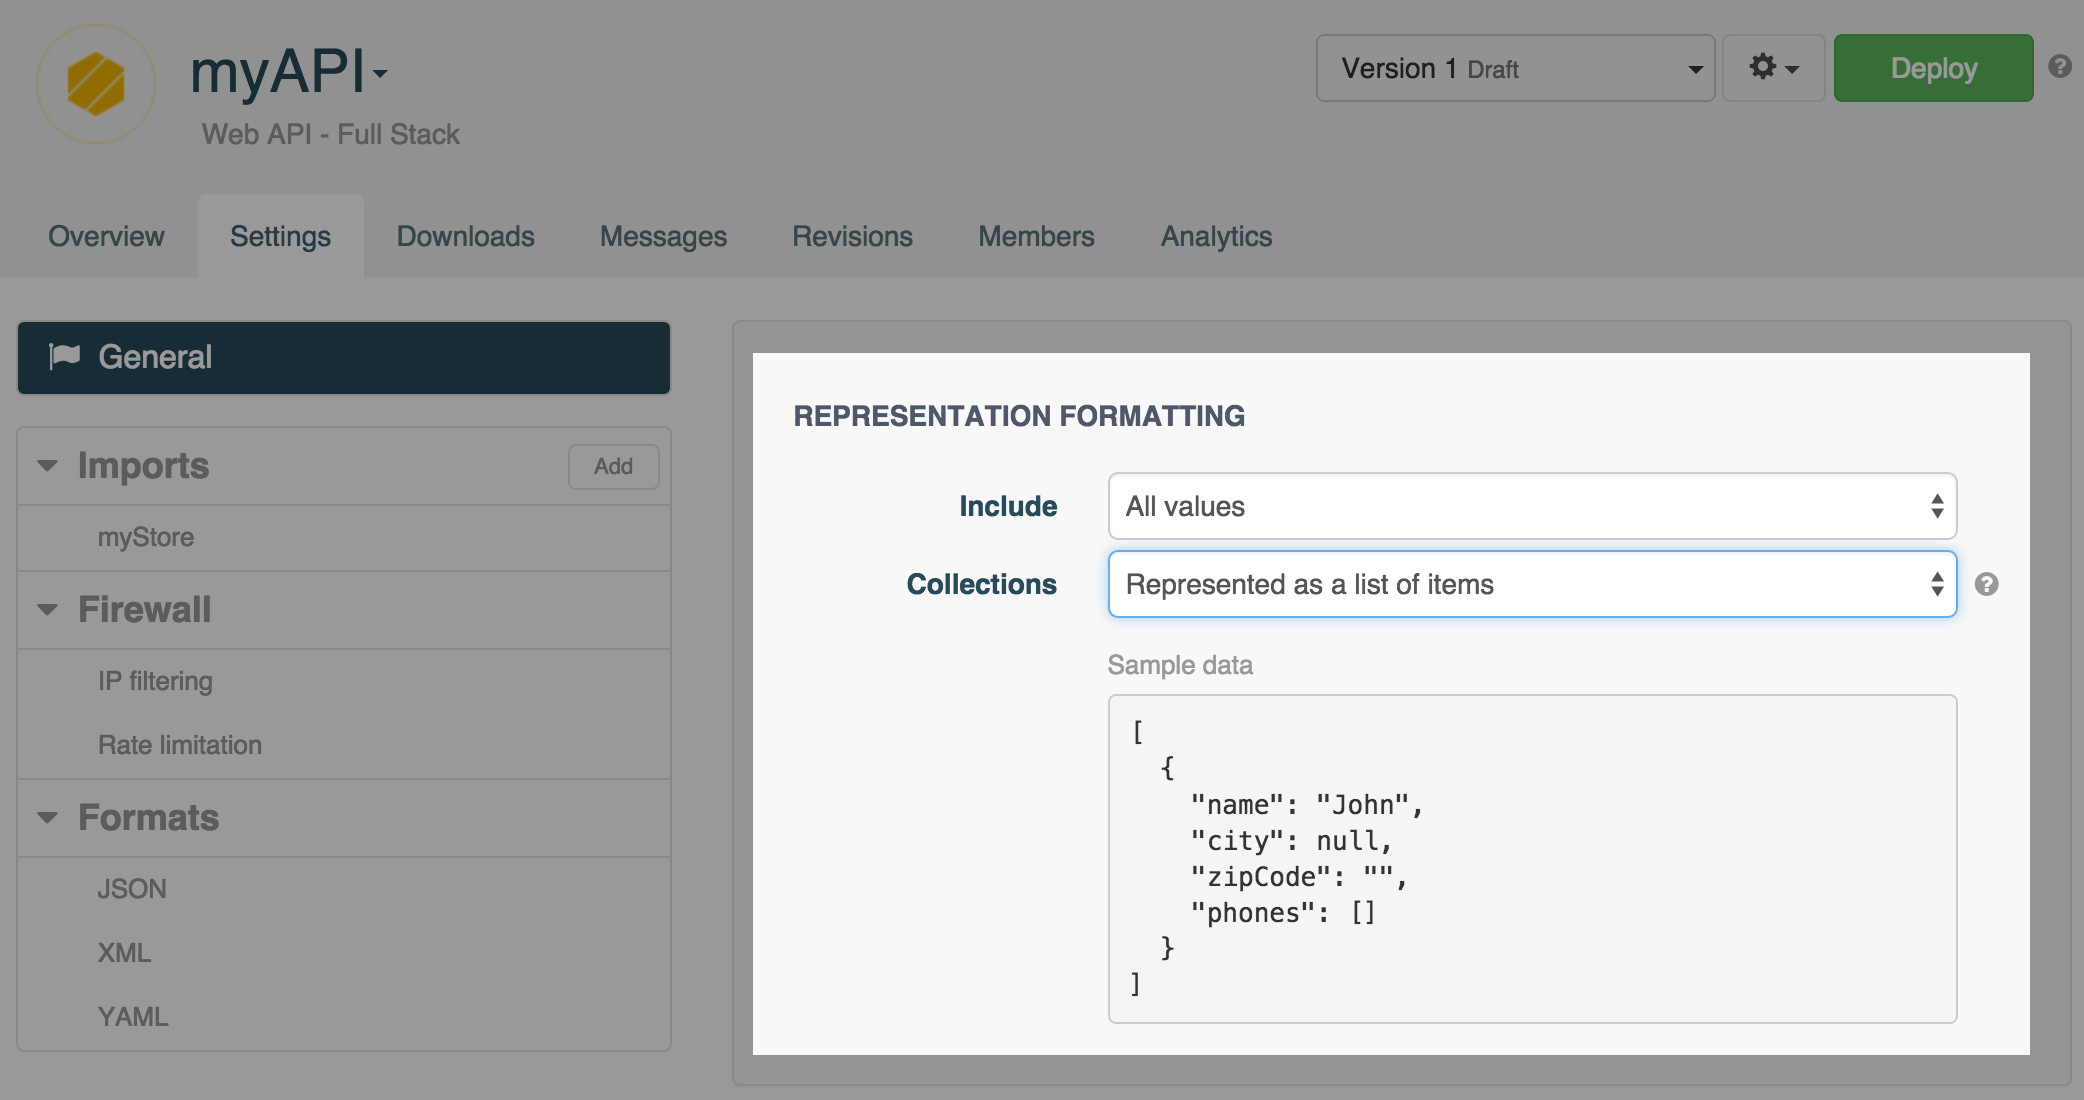 myAPI
Web API - Full Stack
Version 1 Draft
Deploy
?
Overview Settings Downloads Messages Revisions Members Analytics
General
Imports Add
myStore
Firewall
IP filtering
Rate limitation
Formats
JSON
XML
YAML
REPRESENTATION FORMATTING
Include All values
Collections Represented as a list of items ?
Sample data
[
  {
    "name": "John",
    "city": null,
    "zipCode": "",
    "phones": []
  }
]